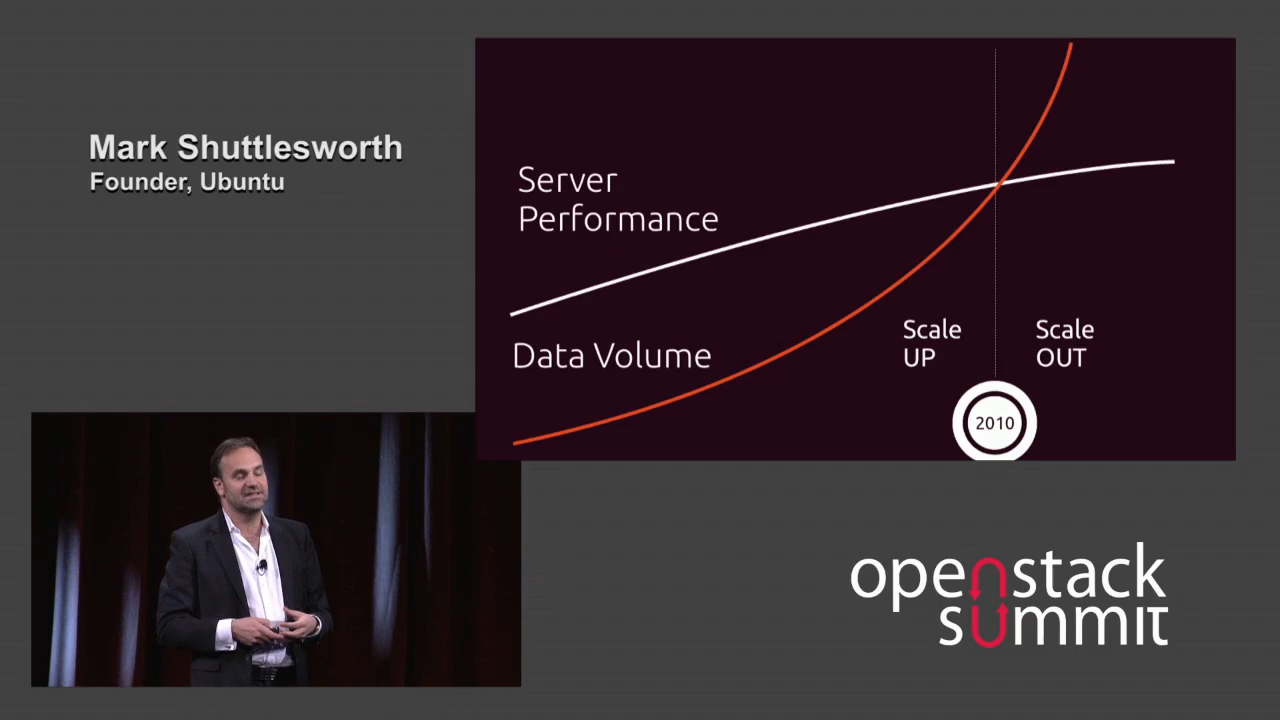 Mark Shuttlesworth
Founder, Ubuntu
Server
Performance
Data Volume
Scale
UP
Scale
OUT
2010
openstack
summit